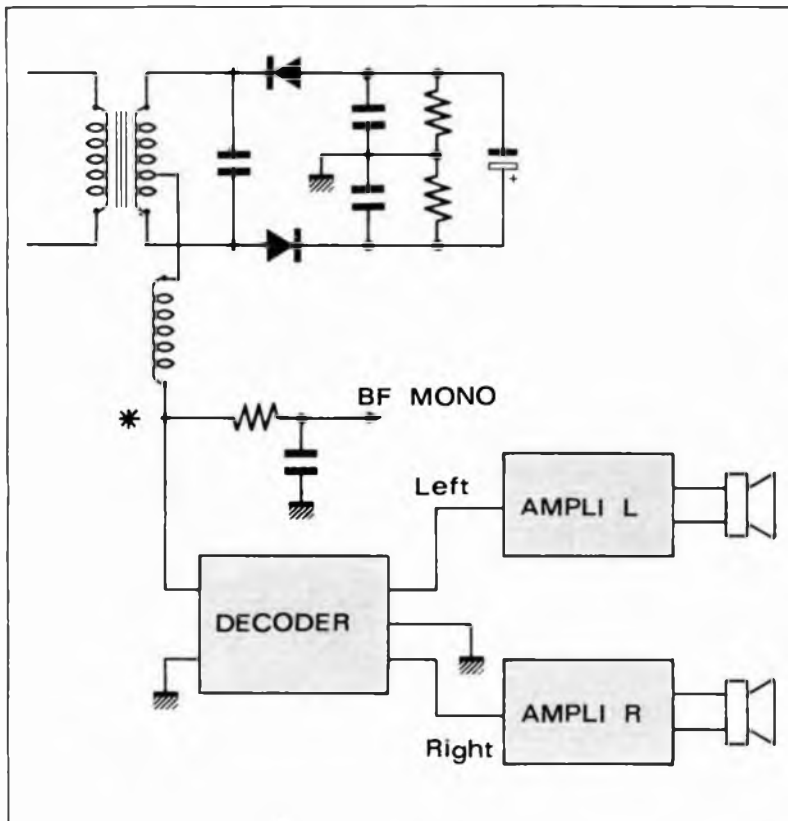 +
*
BF MONO
Left
AMPLI L
DECODER
AMPLI R
Right